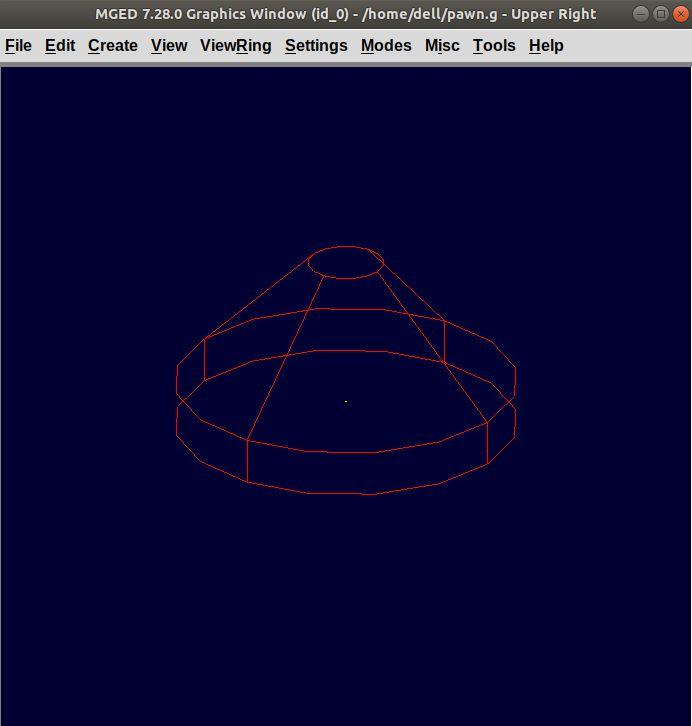 MGED 7.28.0 Graphics Window (id_0) - /home/dell/pawn.g - Upper Right
File Edit Create View ViewRing Settings Modes Misc Tools Help